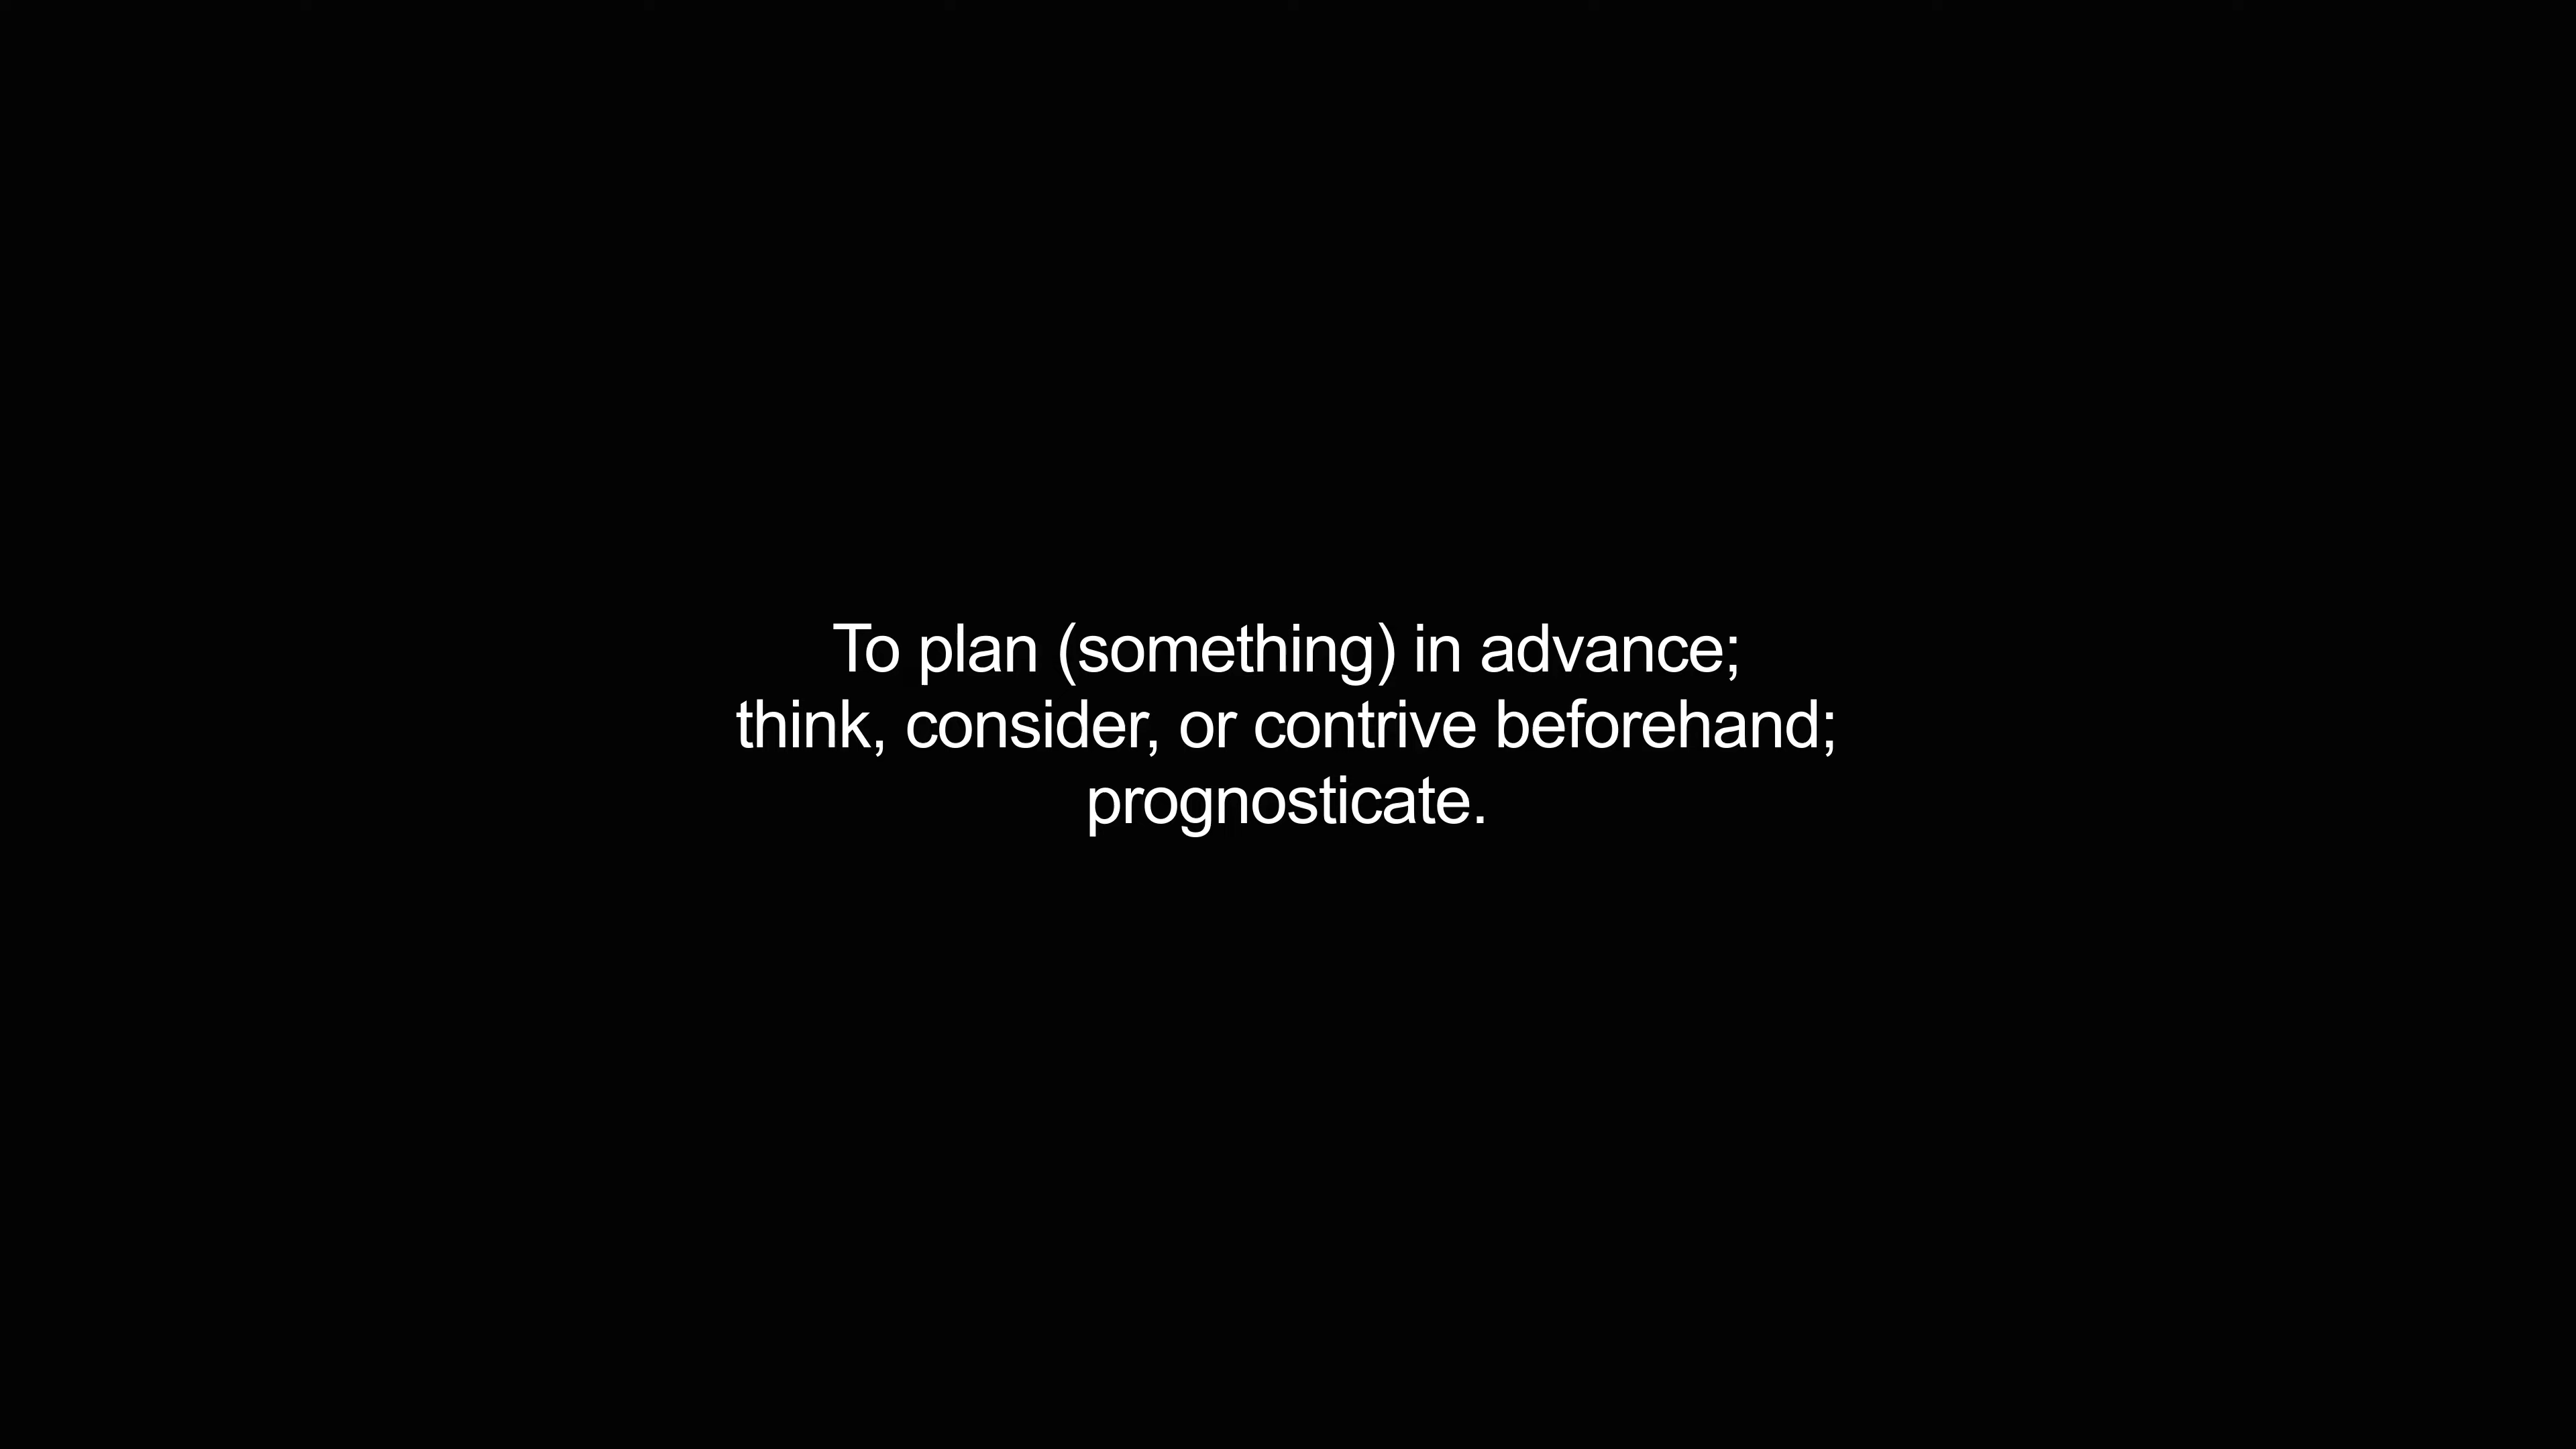 To plan (something) in advance;
think, consider, or contrive beforehand;
prognosticate.